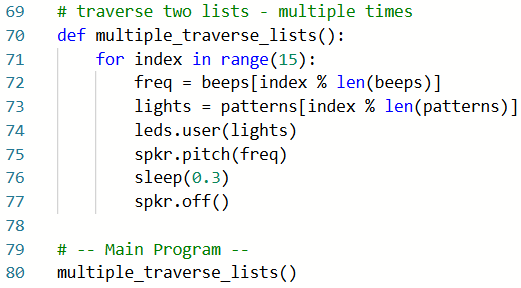 69 # traverse two lists - multiple times
70 def multiple_traverse_lists():
71     for index in range(15):
72         freq = beeps[index % len(beeps)]
73         lights = patterns[index % len(patterns)]
74         leds.user(lights)
75         spkr.pitch(freq)
76         sleep(0.3)
77         spkr.off()
78
79 # -- Main Program --
80 multiple_traverse_lists()